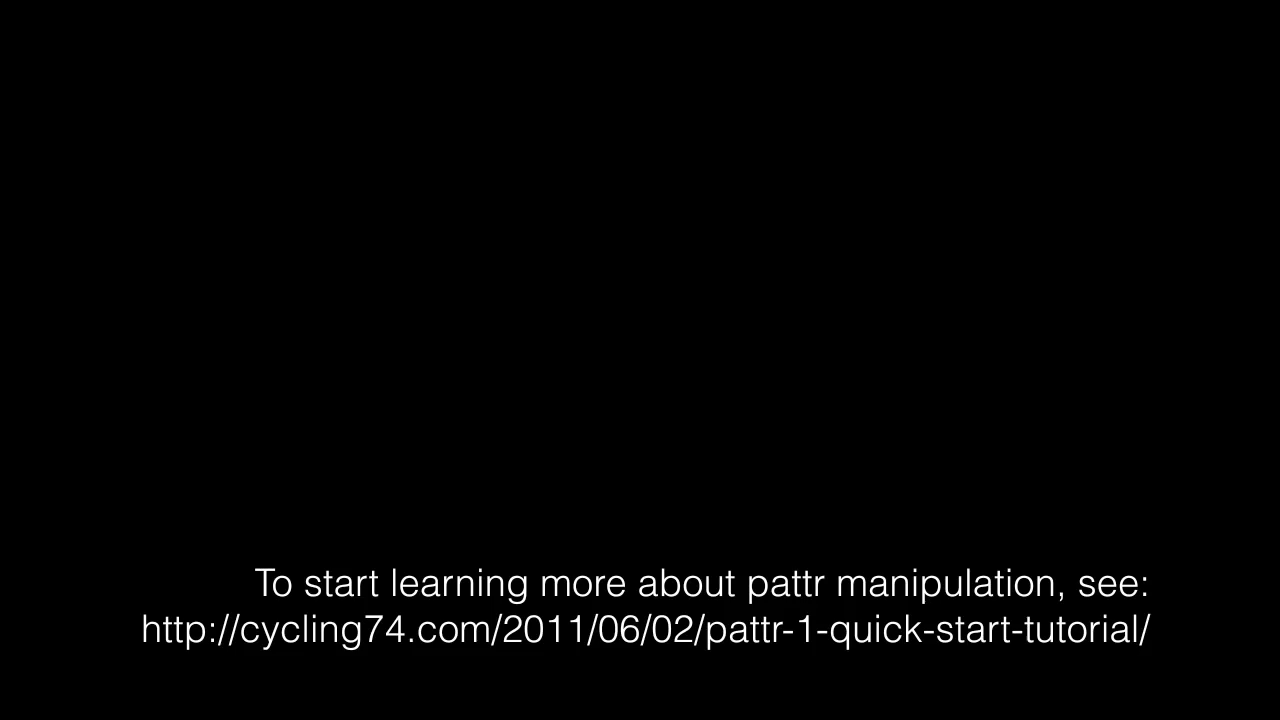 To start learning more about pattr manipulation, see:
http://cycling74.com/2011/06/02/pattr-1-quick-start-tutorial/